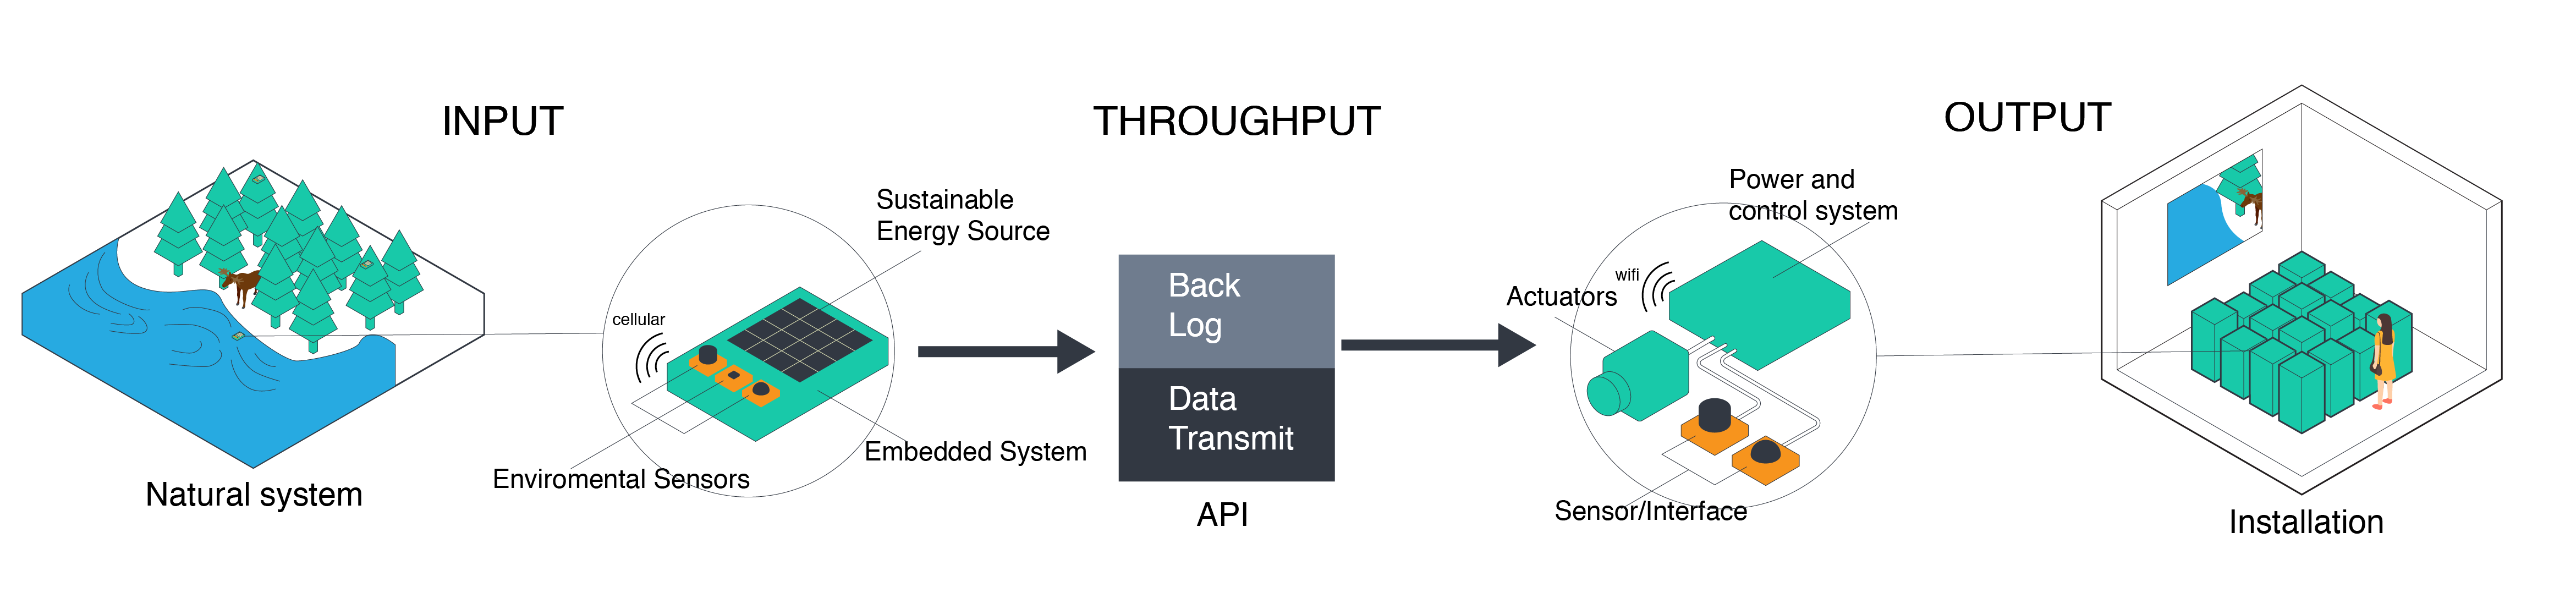 INPUT
THROUGHPUT
OUTPUT
Natural system
cellular
Sustainable
Energy Source
Enviromental Sensors
Embedded System
Back
Log
Data
Transmit
API
Power and
control system
wifi
Actuators
Sensor/Interface
Installation